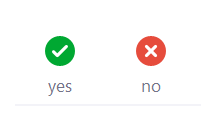 yes no